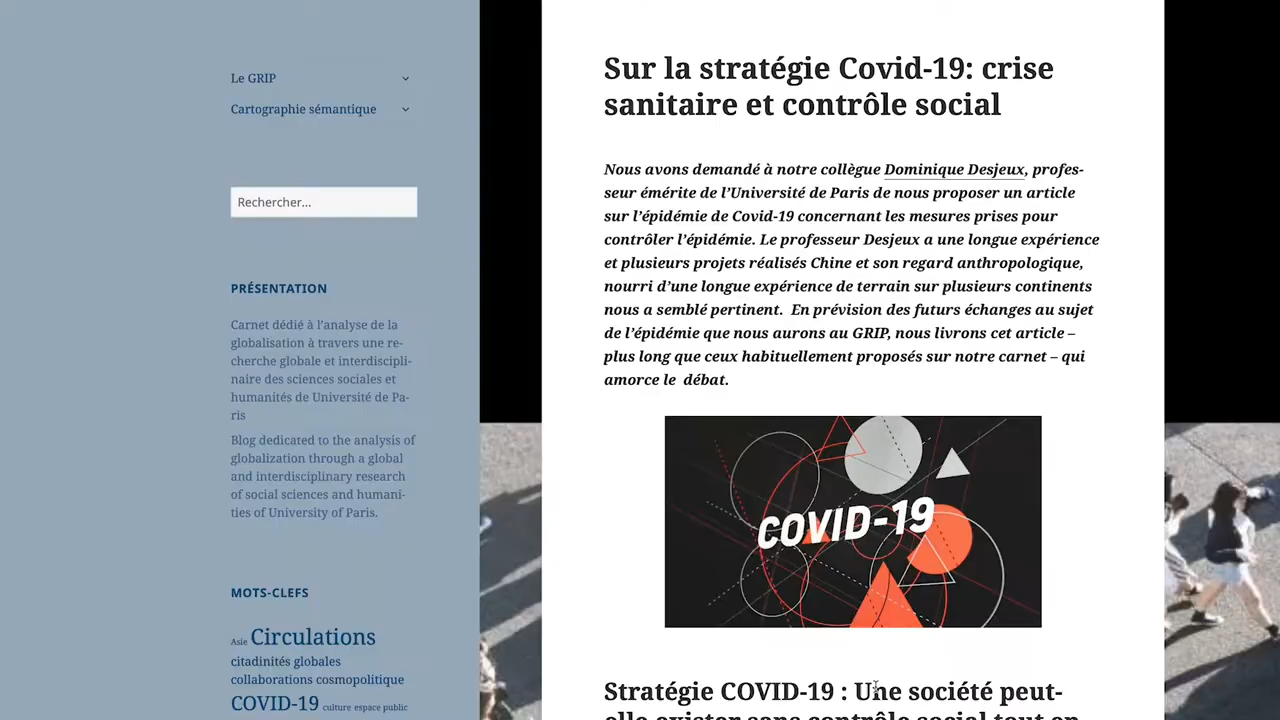 Le GRIP
Cartographie sémantique
Rechercher...
PRÉSENTATION
Carnet dédié à l'analyse de la
globalisation à travers une re-
cherche globale et interdiscipli-
naire des sciences sociales et
humanités de Université de Pa-
ris
Blog dedicated to the analysis of
globalization through a global
and interdisciplinary research
of social sciences and humani-
ties of University of Paris.
MOTS-CLEFS
Asie Circulations
citadinités globales
collaborations cosmopolitique
COVID-19 culture espace public
Sur la stratégie Covid-19: crise
sanitaire et contrôle social
Nous avons demandé à notre collègue Dominique Desjeux, profes-
seur émérite de l'Université de Paris de nous proposer un article
sur l'épidémie de Covid-19 concernant les mesures prises pour
contrôler l'épidémie. Le professeur Desjeux a une longue expérience
et plusieurs projets réalisés Chine et son regard anthropologique,
nourri d'une longue expérience de terrain sur plusieurs continents
nous a semblé pertinent.  En prévision des futurs échanges au sujet
de l'épidémie que nous aurons au GRIP, nous livrons cet article –
plus long que ceux habituellement proposés sur notre carnet – qui
amorce le  débat.
COVID-19
Stratégie COVID-19 : Une société peut-
elle exister sans contrôle social tout en